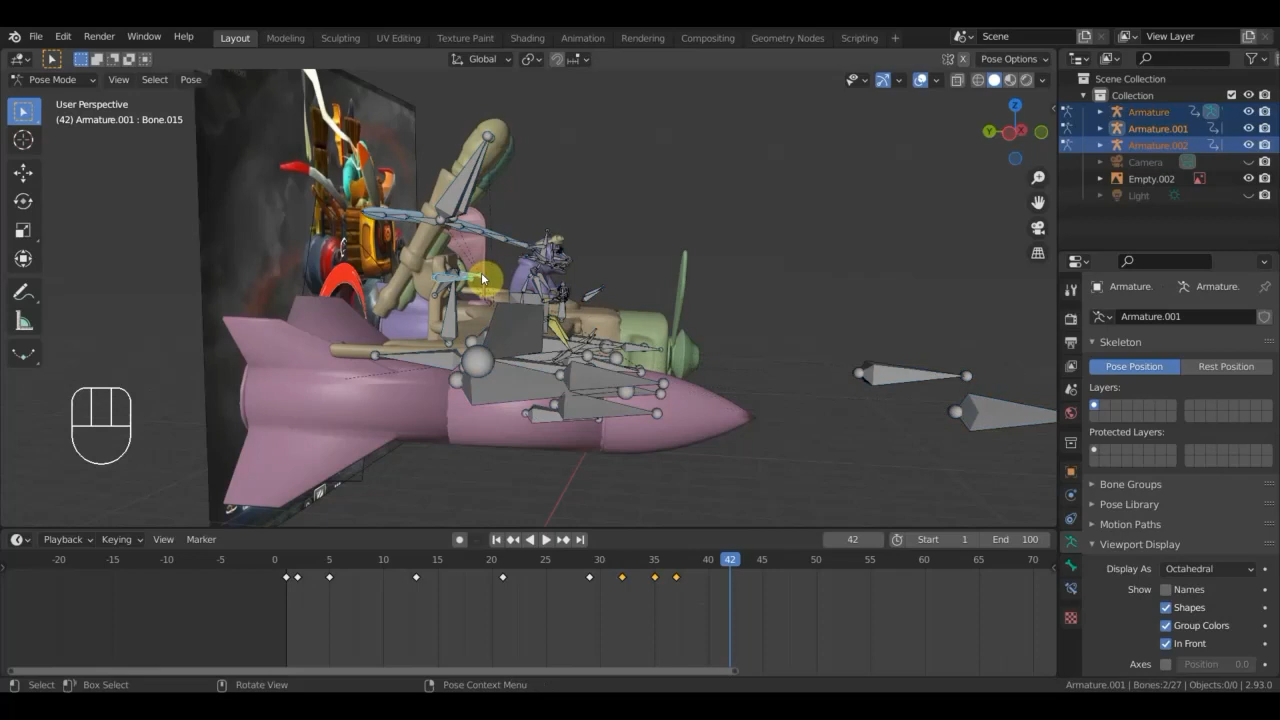 File Edit Render Window Help Layout Modeling Sculpting UV Editing Texture Paint Shading Animation Rendering Compositing Geometry Nodes Scripting + Scene View Layer
Global Pose Options
Pose Mode View Select Pose
User Perspective
(42) Armature.001 : Bone.015
Z
Y
X
Scene Collection
Collection
Armature
Armature.001
Armature.002
Camera
Empty.002
Light
Armature. Armature.
Armature.001
Skeleton
Pose Position Rest Position
Layers:
Protected Layers:
Bone Groups
Pose Library
Motion Paths
Viewport Display
Display As Octahedral
Show Names
Shapes
Group Colors
In Front
Axes Position 0.0
Playback Keying View Marker 42 Start 1 End 100
-20 -15 -10 -5 0 5 10 15 20 25 30 35 40 42 45 50 55 60 65 70
Select Box Select Rotate View Pose Context Menu Armature.001 | Bones:2/27 | Objects:0/0 | 2.93.0